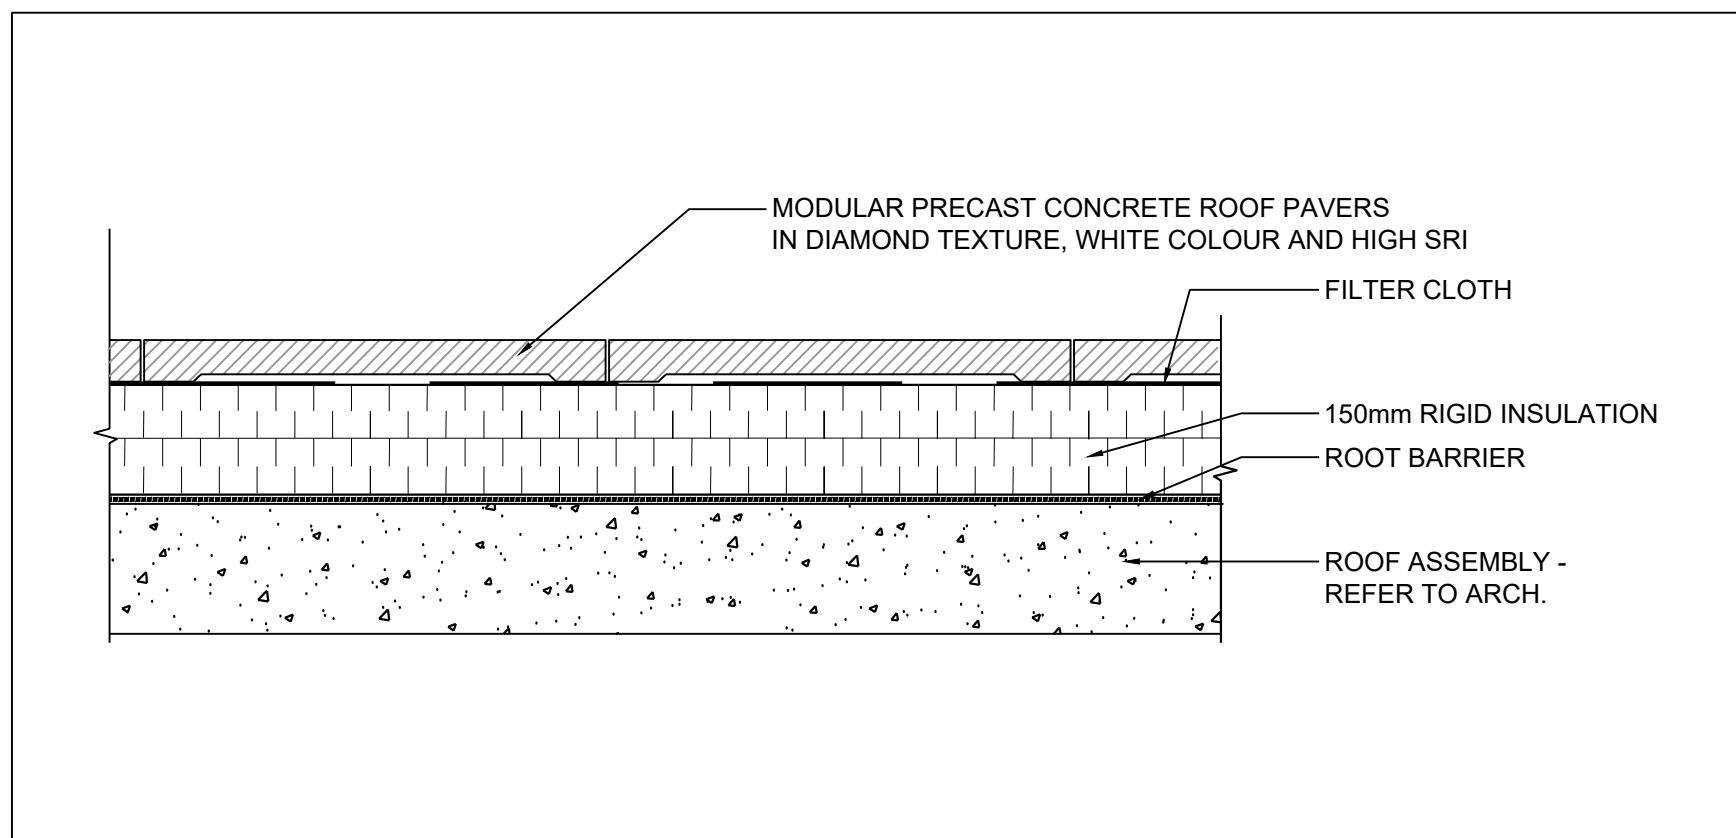 MODULAR PRECAST CONCRETE ROOF PAVERS
IN DIAMOND TEXTURE, WHITE COLOUR AND HIGH SRI
FILTER CLOTH
150mm RIGID INSULATION
ROOT BARRIER
ROOF ASSEMBLY -
REFER TO ARCH.